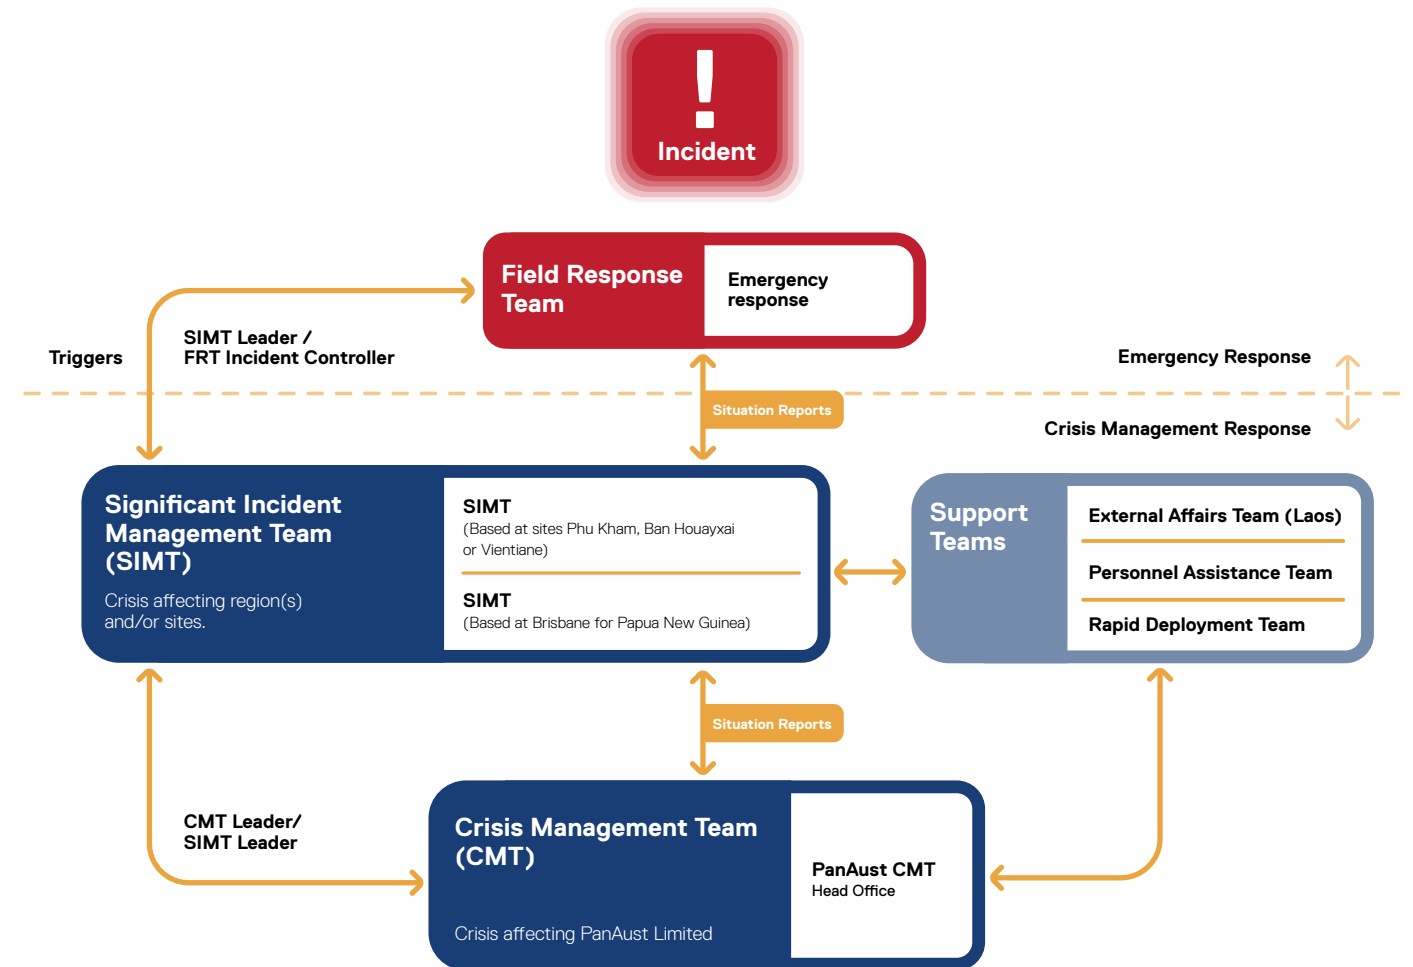 !
Incident
Field Response
Team
Emergency
response
SIMT Leader /
FRT Incident Controller
Triggers
Emergency Response
Situation Reports
Crisis Management Response
Significant Incident
Management Team
(SIMT)
Crisis affecting region(s)
and/or sites.
SIMT
(Based at sites Phu Kham, Ban Houayxai
or Vientiane)
SIMT
(Based at Brisbane for Papua New Guinea)
Support
Teams
External Affairs Team (Laos)
Personnel Assistance Team
Rapid Deployment Team
Situation Reports
CMT Leader/
SIMT Leader
Crisis Management Team
(CMT)
Crisis affecting PanAust Limited
PanAust CMT
Head Office